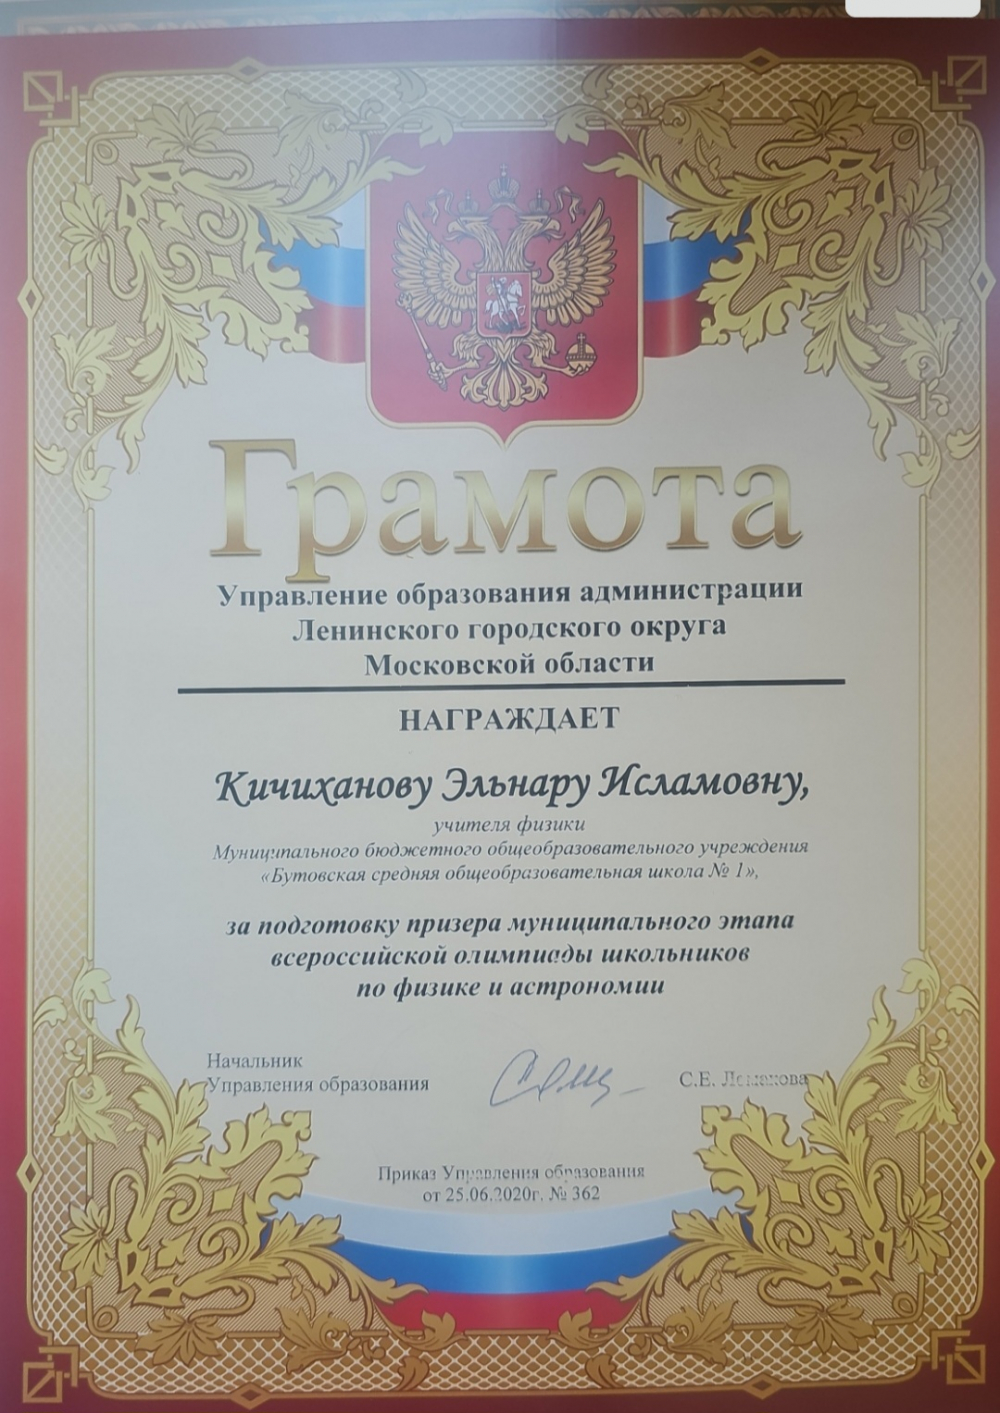 Грамота
Управление образования администрации
Ленинского городского округа
Московской области
НАГРАЖДАЕТ
Кичиханову Эльнару Исламовну,
учителя физики
Муниципального бюджетного общеобразовательного учреждения
«Бутовская средняя общеобразовательная школа № 1»,
за подготовку призера муниципального этапа
всероссийской олимпиады школьников
по физике и астрономии
Начальник
Управления образования
С.Е.
Приказ Управления образования
от 25.06.2020г. № 362